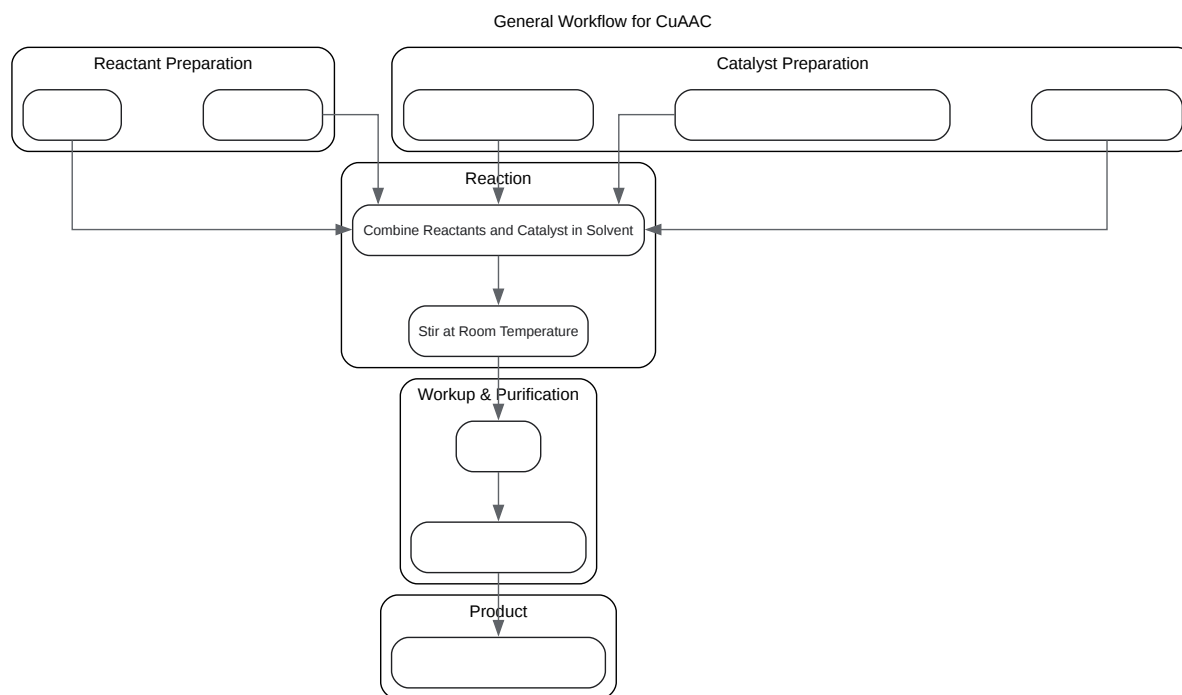 General Workflow for CuAAC
Reactant Preparation
Catalyst Preparation
Reaction
Combine Reactants and Catalyst in Solvent
Stir at Room Temperature
Workup & Purification
Product